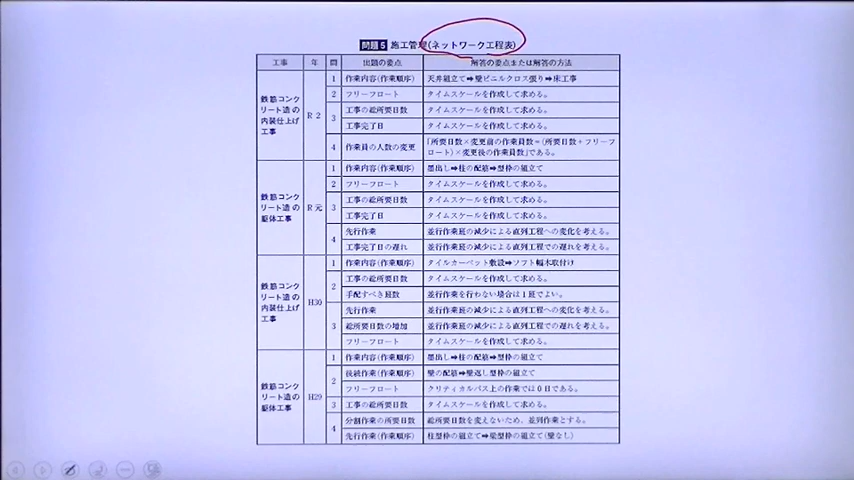 問題5 施工管理(ネットワーク工程表)
工事 年 問 出題の要点 解答の要点または解答の方法
鉄筋コンクリート造の内装仕上げ工事 R2 1 作業内容(作業順序) 天井組立て➡壁ビニルクロス張り➡床工事
2 フリーフロート タイムスケールを作成して求める。
3 工事の総所要日数 タイムスケールを作成して求める。
工事完了日 タイムスケールを作成して求める。
4 作業員の人数の変更 「所要日数×変更前の作業員数=(所要日数+フリーフ
ロート)×変更後の作業員数」である。
鉄筋コンクリート造の躯体工事 R元 1 作業内容(作業順序) 墨出し➡柱の配筋➡型枠の組立て
2 フリーフロート タイムスケールを作成して求める。
3 工事の総所要日数 タイムスケールを作成して求める。
工事完了日 タイムスケールを作成して求める。
4 先行作業 並行作業班の減少による直列工程への変化を考える。
工事完了日の遅れ 並行作業班の減少による直列工程での遅れを考える。
鉄筋コンクリート造の内装仕上げ工事 H30 1 作業内容(作業順序) タイルカーペット敷設➡ソフト幅木取付け
2 工事の総所要日数 タイムスケールを作成して求める。
手配すべき班数 並行作業を行わない場合は1班でよい。
3 先行作業 並行作業班の減少による直列工程への変化を考える。
総所要日数の増加 並行作業班の減少による直列工程での遅れを考える。
フリーフロート タイムスケールを作成して求める。
鉄筋コンクリート造の躯体工事 H29 1 作業内容(作業順序) 墨出し➡柱の配筋➡型枠の組立て
2 後続作業(作業順序) 壁の配筋➡壁返し型枠の組立て
フリーフロート クリティカルパス上の作業では0日である。
3 工事の総所要日数 タイムスケールを作成して求める。
4 分割作業の所要日数 総所要日数を変えないため、並列作業とする。
先行作業(作業順序) 柱型枠の組立て➡梁型枠の組立て(壁なし)